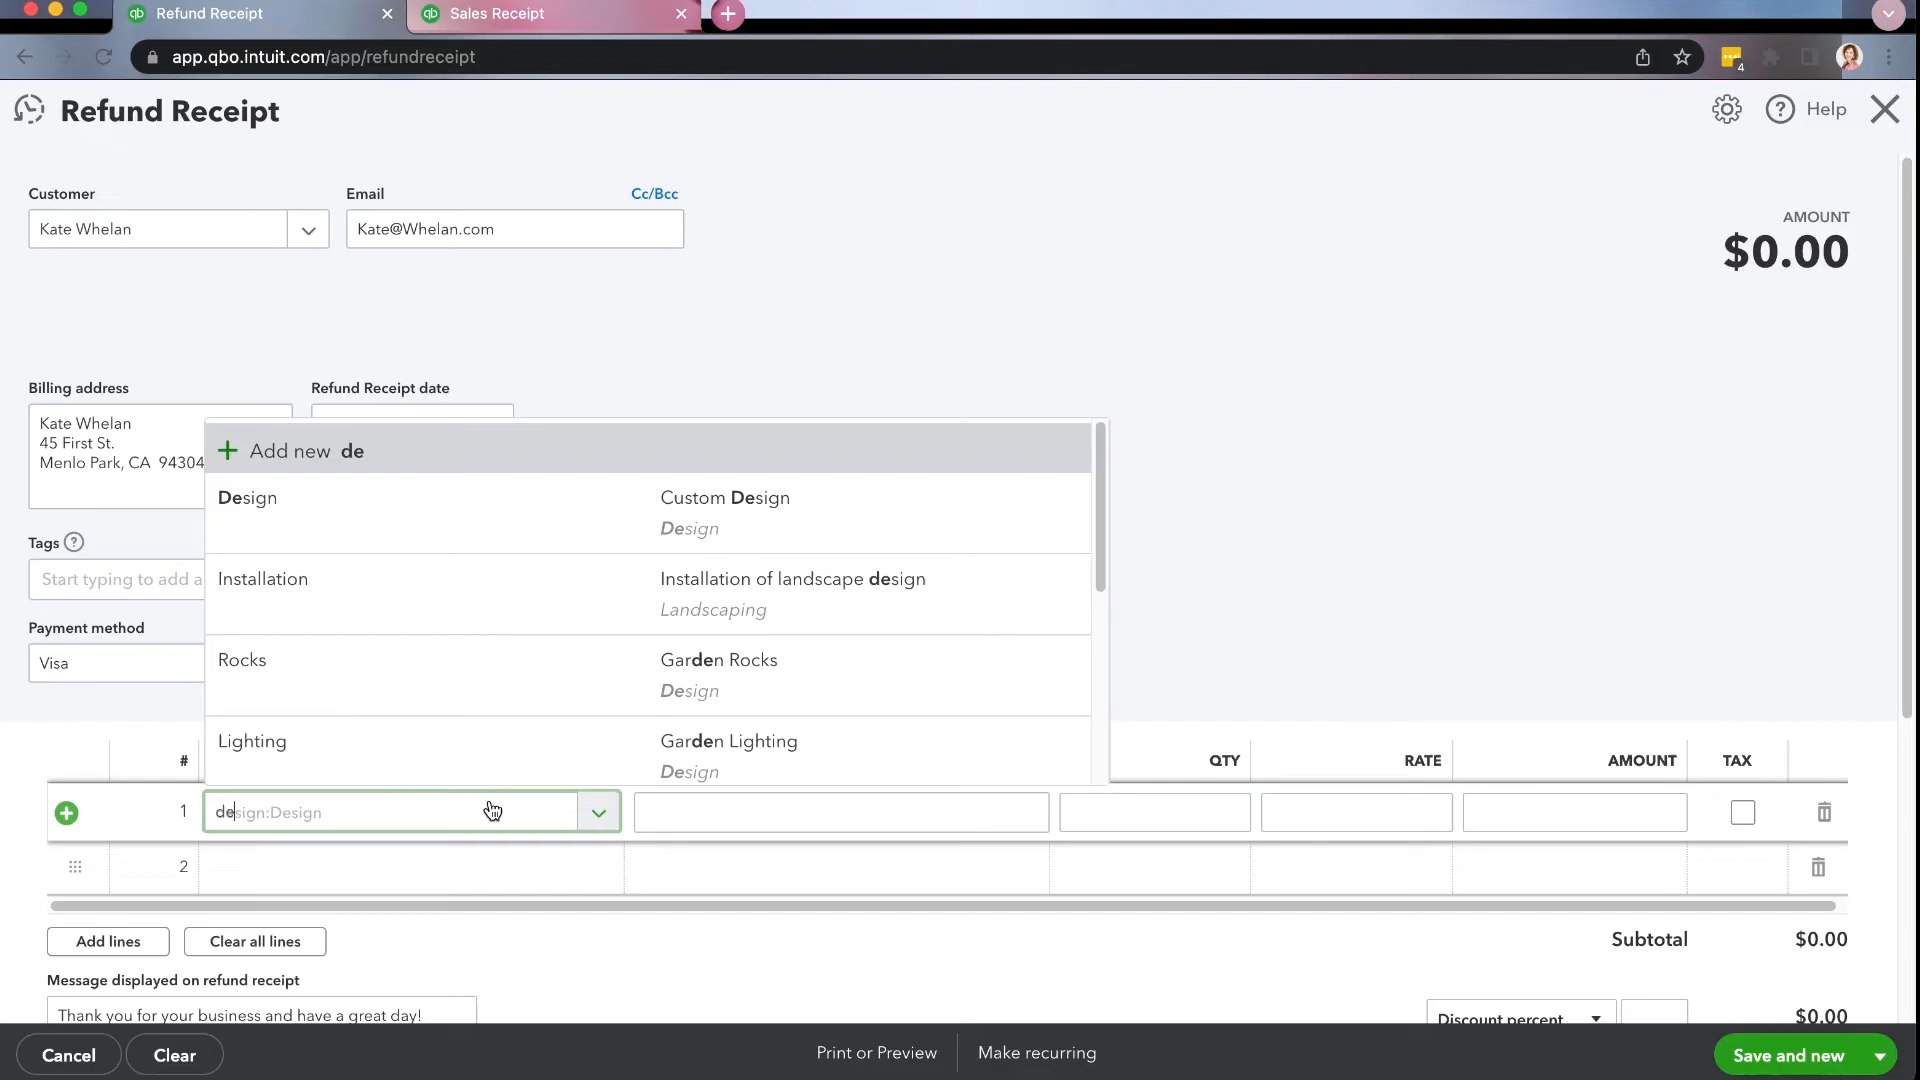 Refund Receipt
Sales Receipt
app.qbo.intuit.com/app/refundreceipt
4
Refund Receipt
Help
Customer
Email
Cc/Bcc
Kate Whelan
Kate@Whelan.com
AMOUNT
$0.00
Billing address
Refund Receipt date
Kate Whelan
45 First St.
Menlo Park, CA 94304
Add new de
Design
Custom Design
Design
Installation
Installation of landscape design
Landscaping
Rocks
Garden Rocks
Design
Lighting
Garden Lighting
Design
Tags
Start typing to add a
Payment method
Visa
#
QTY
RATE
AMOUNT
TAX
1
design:Design
2
Add lines
Clear all lines
Subtotal
$0.00
Message displayed on refund receipt
Thank you for your business and have a great day!
Discount percent
$0.00
Cancel
Clear
Print or Preview
Make recurring
Save and new